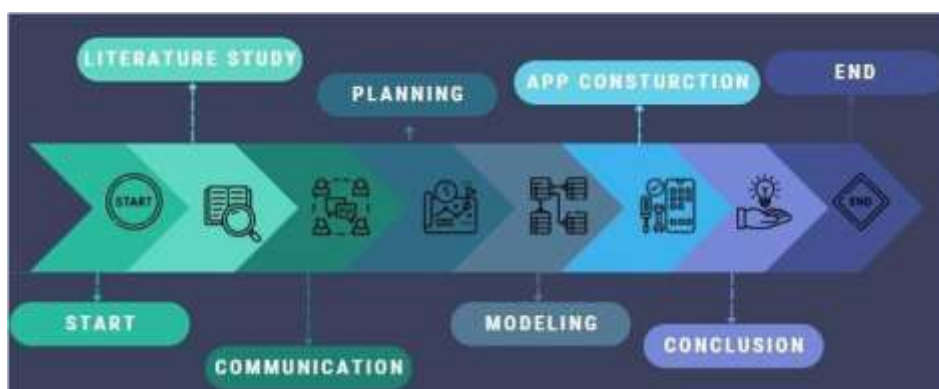 LITERATURE STUDY
PLANNING
APP CONSTURCTION
END
START
END
START
COMMUNICATION
MODELING
CONCLUSION